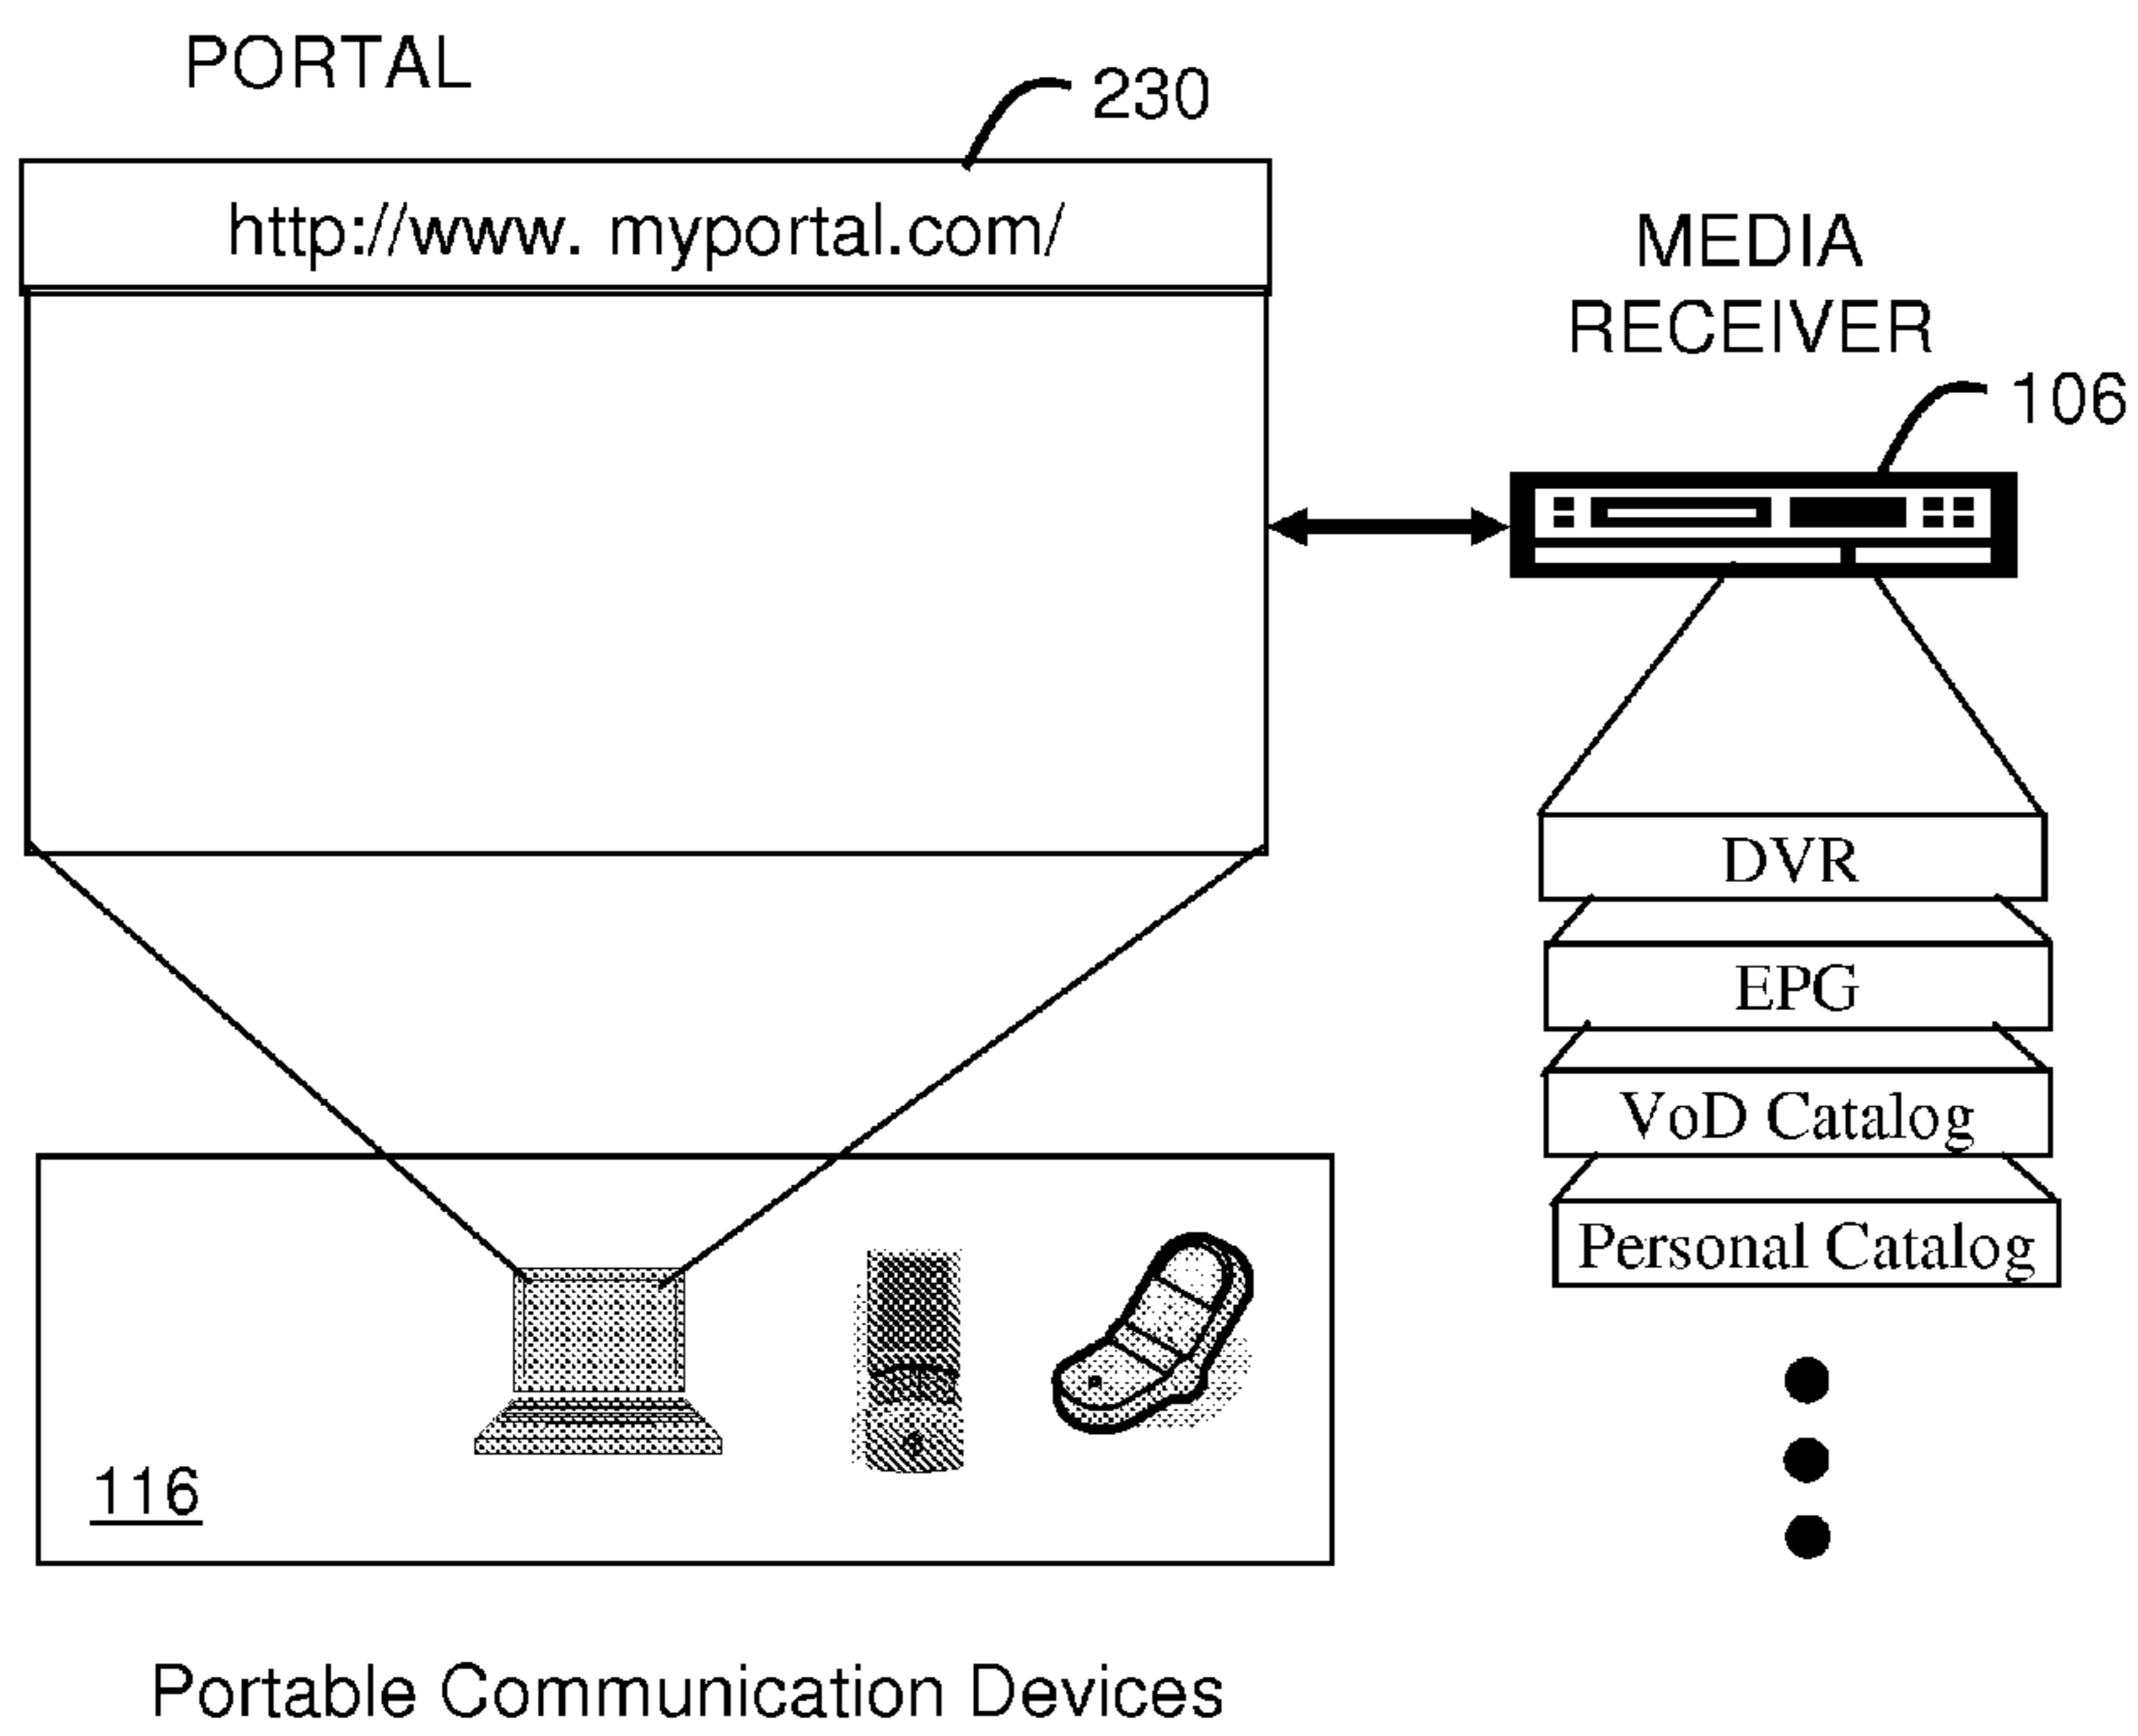 PORTAL
230
http://www. myportal.com/
MEDIA
RECEIVER
106
DVR
EPG
VoD Catalog
Personal Catalog
116
Portable Communication Devices